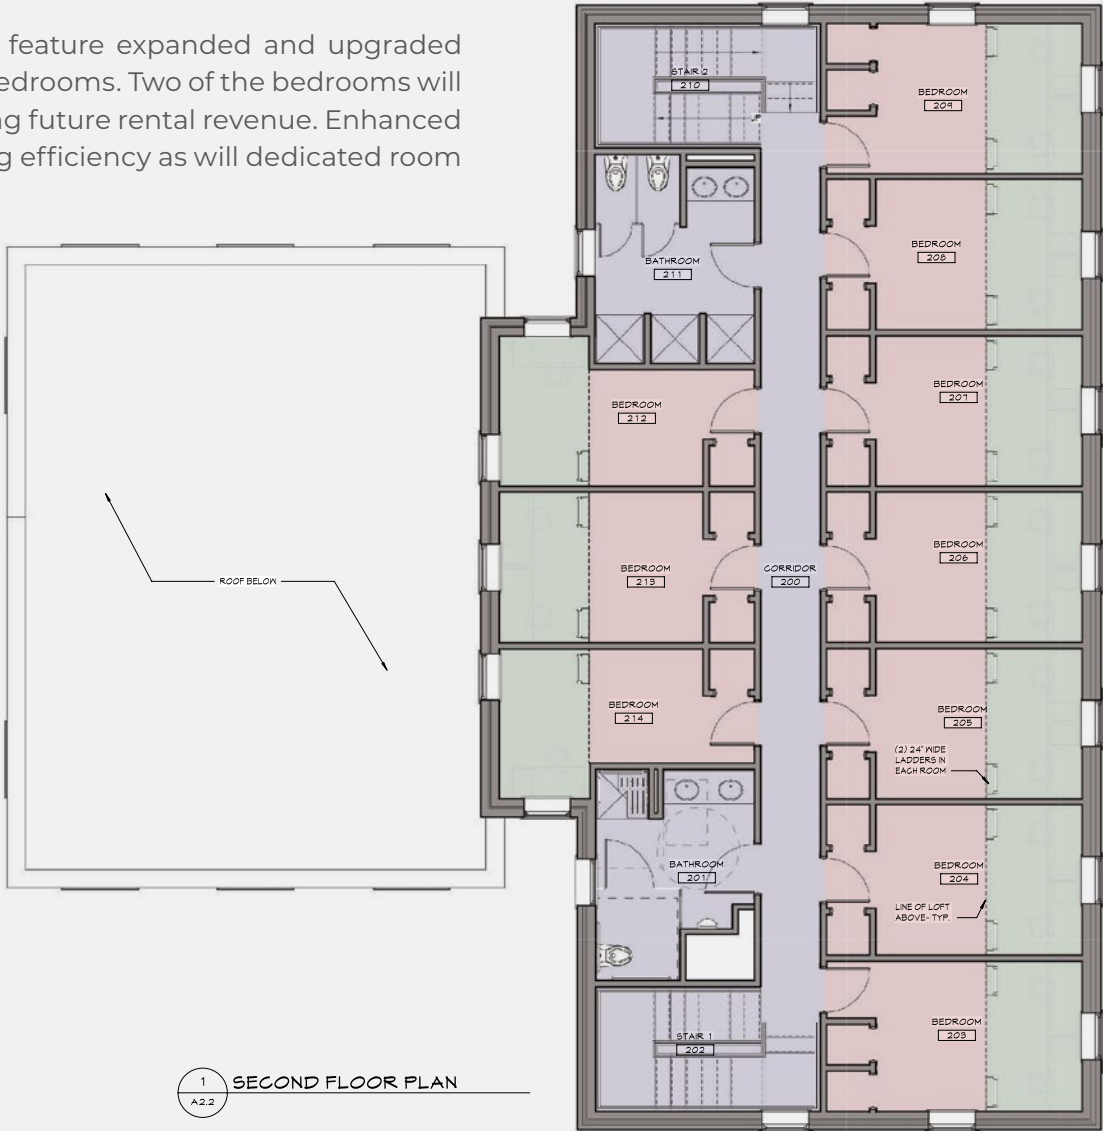 feature expanded and upgraded
edrooms. Two of the bedrooms will
ng future rental revenue. Enhanced
g efficiency as will dedicated room
STAIR 2
210
BEDROOM
209
BATHROOM
211
BEDROOM
208
BEDROOM
212
BEDROOM
207
BEDROOM
213
CORRIDOR
200
BEDROOM
206
ROOF BELOW
BEDROOM
214
BEDROOM
205
(2) 24" WIDE
LADDERS IN
EACH ROOM
BATHROOM
201
BEDROOM
204
LINE OF LOFT
ABOVE- TYP.
STAIR 1
202
BEDROOM
203
1
A2.2
SECOND FLOOR PLAN